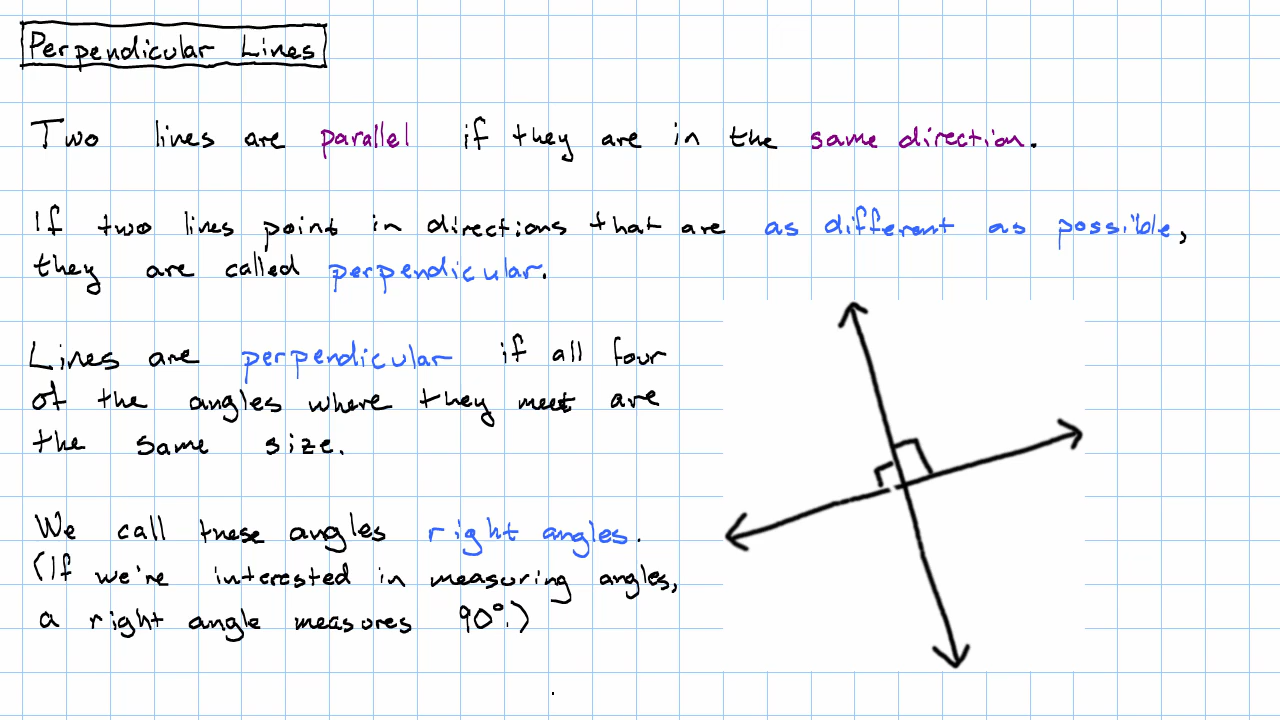 Perpendicular Lines
Two lines are parallel if they are in the same direction.
If two lines point in directions that are as different as possible,
they are called perpendicular.
Lines are perpendicular if all four
of the angles where they meet are
the same size.
We call these angles right angles.
(If we're interested in measuring angles,
a right angle measures 90°.)